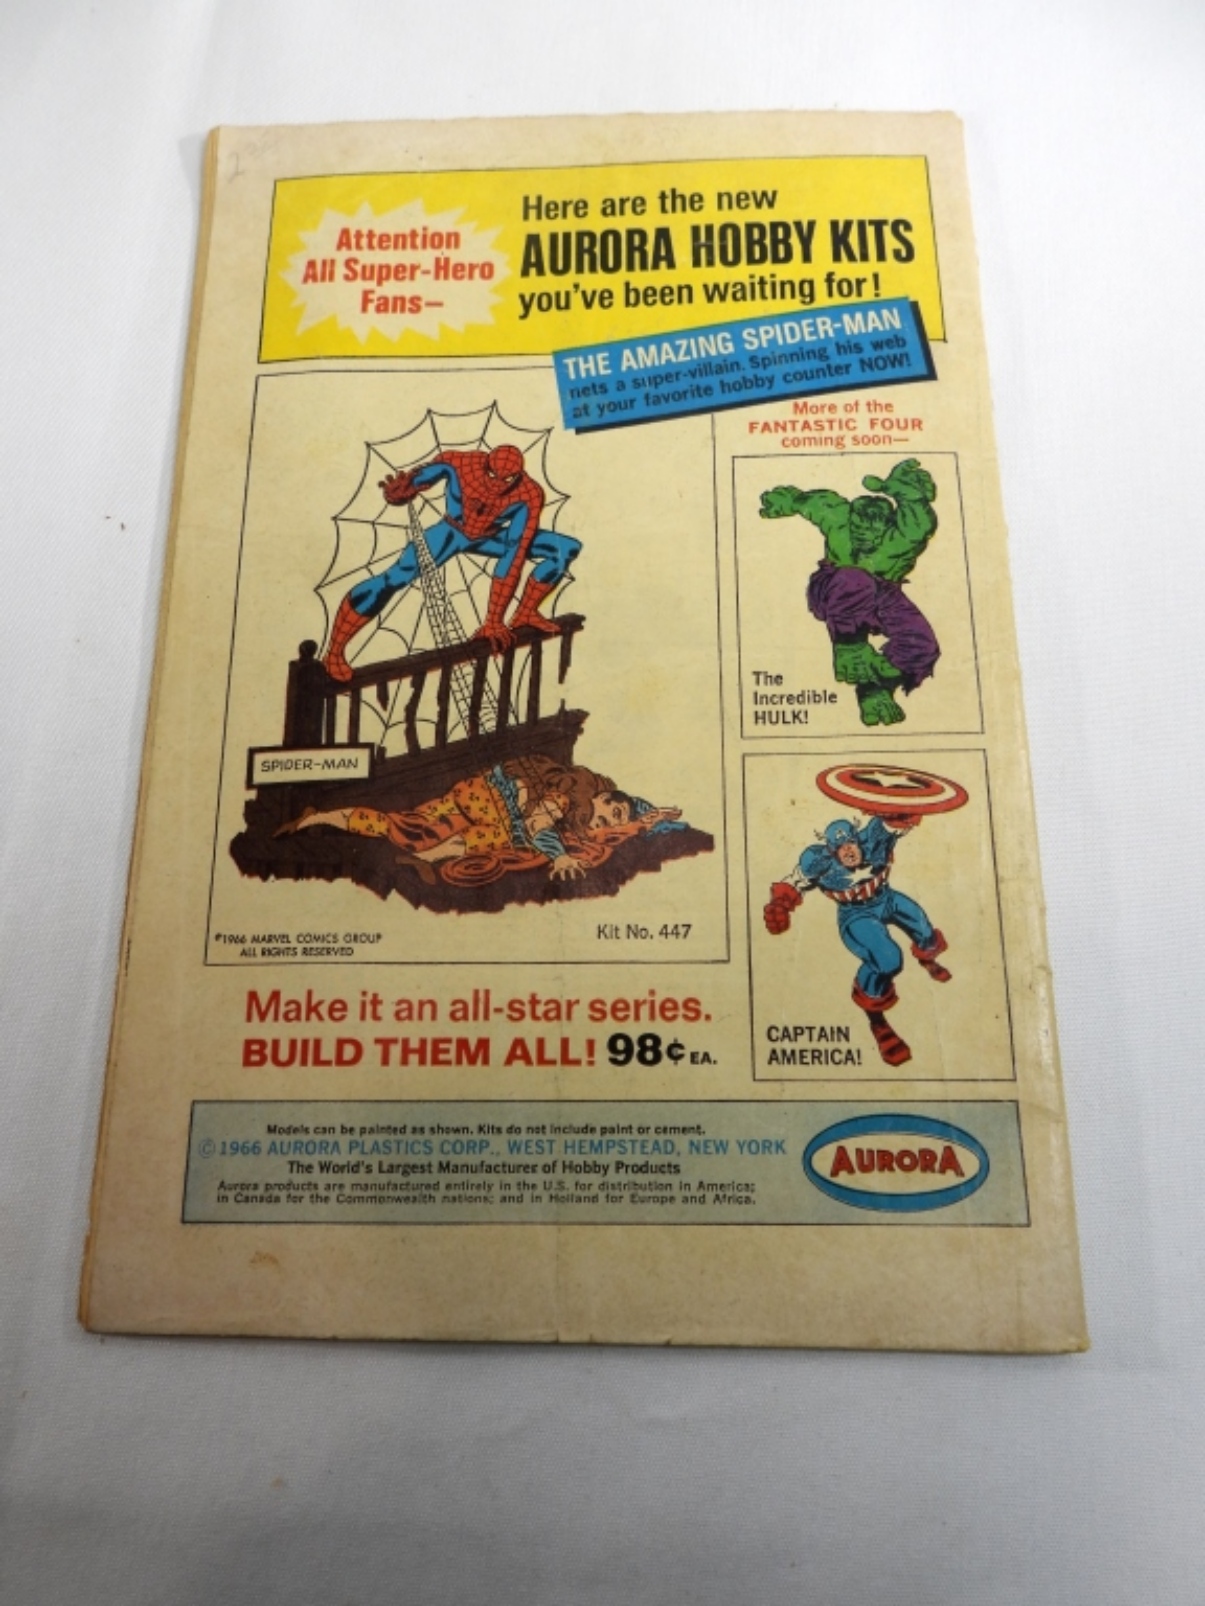 Attention
All Super-Hero
Fans—
Here are the new
AURORA HOBBY KITS
you've been waiting for!
THE AMAZING SPIDER-MAN
nets a super-villain. Spinning his web
at your favorite hobby counter NOW!
More of the
FANTASTIC FOUR
coming soon—
The
Incredible
HULK!
SPIDER-MAN
©1966 MARVEL COMICS GROUP
ALL RIGHTS RESERVED
Kit No. 447
CAPTAIN
AMERICA!
Make it an all-star series.
BUILD THEM ALL! 98¢ EA.
Models can be painted as shown. Kits do not include paint or cement.
© 1966 AURORA PLASTICS CORP., WEST HEMPSTEAD, NEW YORK
The World's Largest Manufacturer of Hobby Products
Aurora products are manufactured entirely in the U.S. for distribution in America;
in Canada for the Commonwealth nations; and in Holland for Europe and Africa.
AURORA